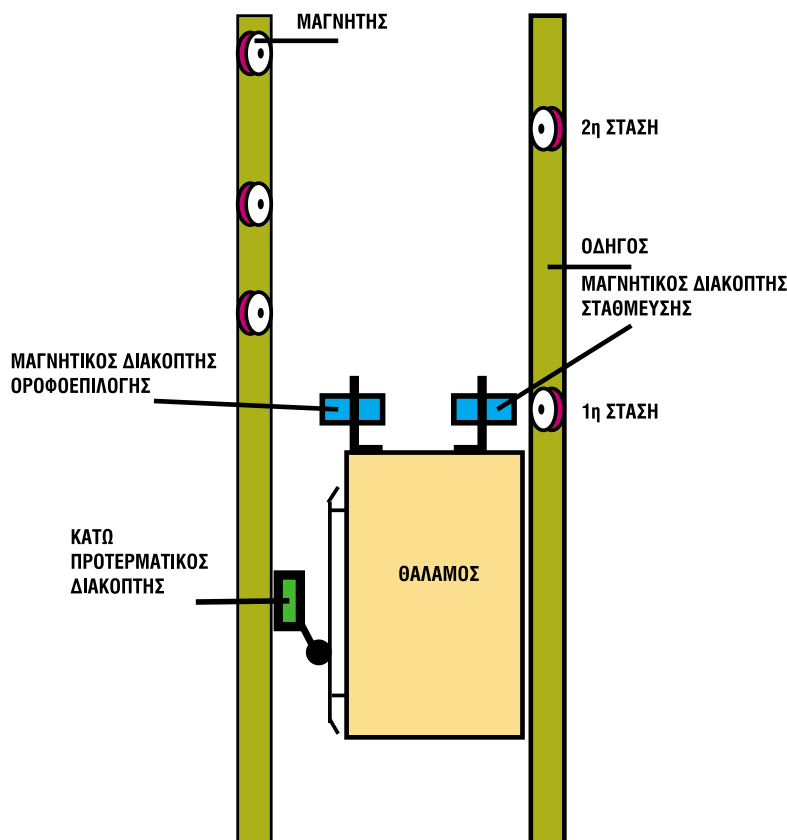 ΜΑΓΝΗΤΗΣ
2η ΣΤΑΣΗ
ΟΔΗΓΟΣ
ΜΑΓΝΗΤΙΚΟΣ ΔΙΑΚΟΠΤΗΣ
ΣΤΑΘΜΕΥΣΗΣ
ΜΑΓΝΗΤΙΚΟΣ ΔΙΑΚΟΠΤΗΣ
ΟΡΟΦΟΕΠΙΛΟΓΗΣ
1η ΣΤΑΣΗ
ΚΑΤΩ
ΠΡΟΤΕΡΜΑΤΙΚΟΣ
ΔΙΑΚΟΠΤΗΣ
ΘΑΛΑΜΟΣ